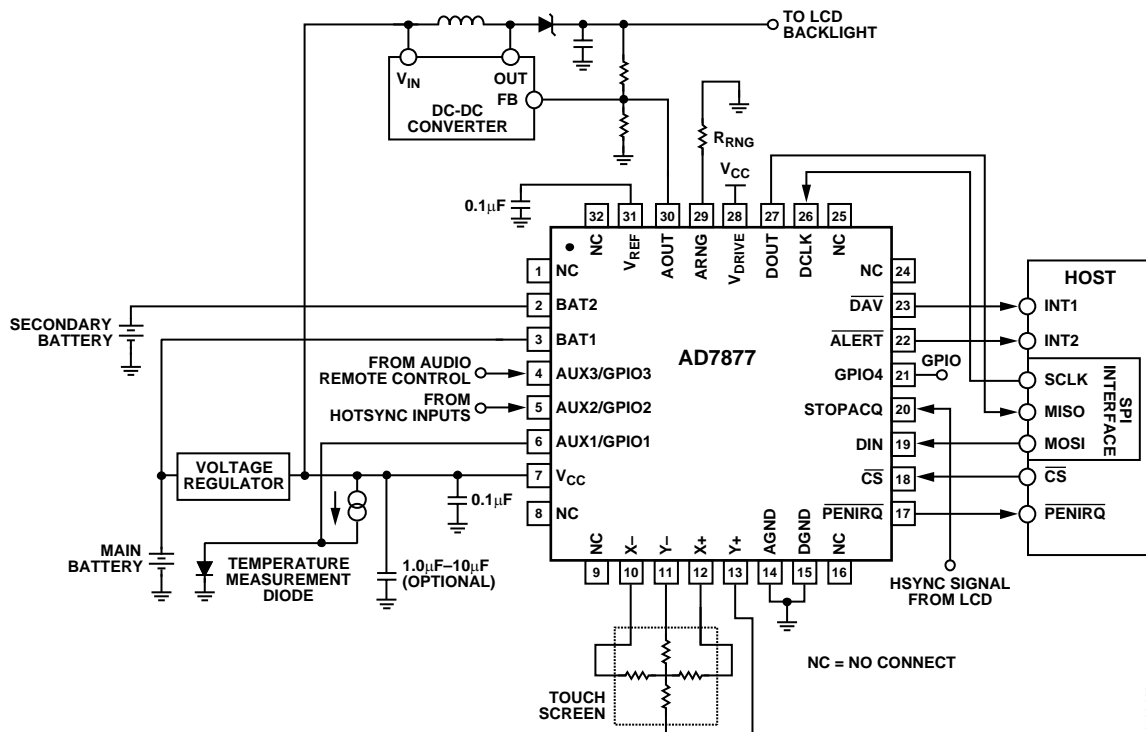 TO LCD
BACKLIGHT
VIN
OUT
FB
DC-DC
CONVERTER
RRNG
VCC
0.1µF
32
31
30
29
28
27
26
25
NC
VREF
AOUT
ARNG
VDRIVE
DOUT
DCLK
NC
1
NC
2
BAT2
3
BAT1
4
AUX3/GPIO3
5
AUX2/GPIO2
6
AUX1/GPIO1
7
VCC
8
NC
AD7877
NC
24
DAV
23
ALERT
22
GPIO4
21
STOPACQ
20
DIN
19
CS
18
PENIRQ
17
GPIO
HOST
INT1
INT2
SCLK
MISO
MOSI
SPI
INTERFACE
CS
PENIRQ
SECONDARY
BATTERY
FROM AUDIO
REMOTE CONTROL
FROM
HOTSYNC INPUTS
VOLTAGE
REGULATOR
0.1µF
MAIN
BATTERY
TEMPERATURE
MEASUREMENT
DIODE
1.0µF–10µF
(OPTIONAL)
NC
X–
Y–
X+
Y+
AGND
DGND
NC
9
10
11
12
13
14
15
16
HSYNC SIGNAL
FROM LCD
TOUCH
SCREEN
NC = NO CONNECT